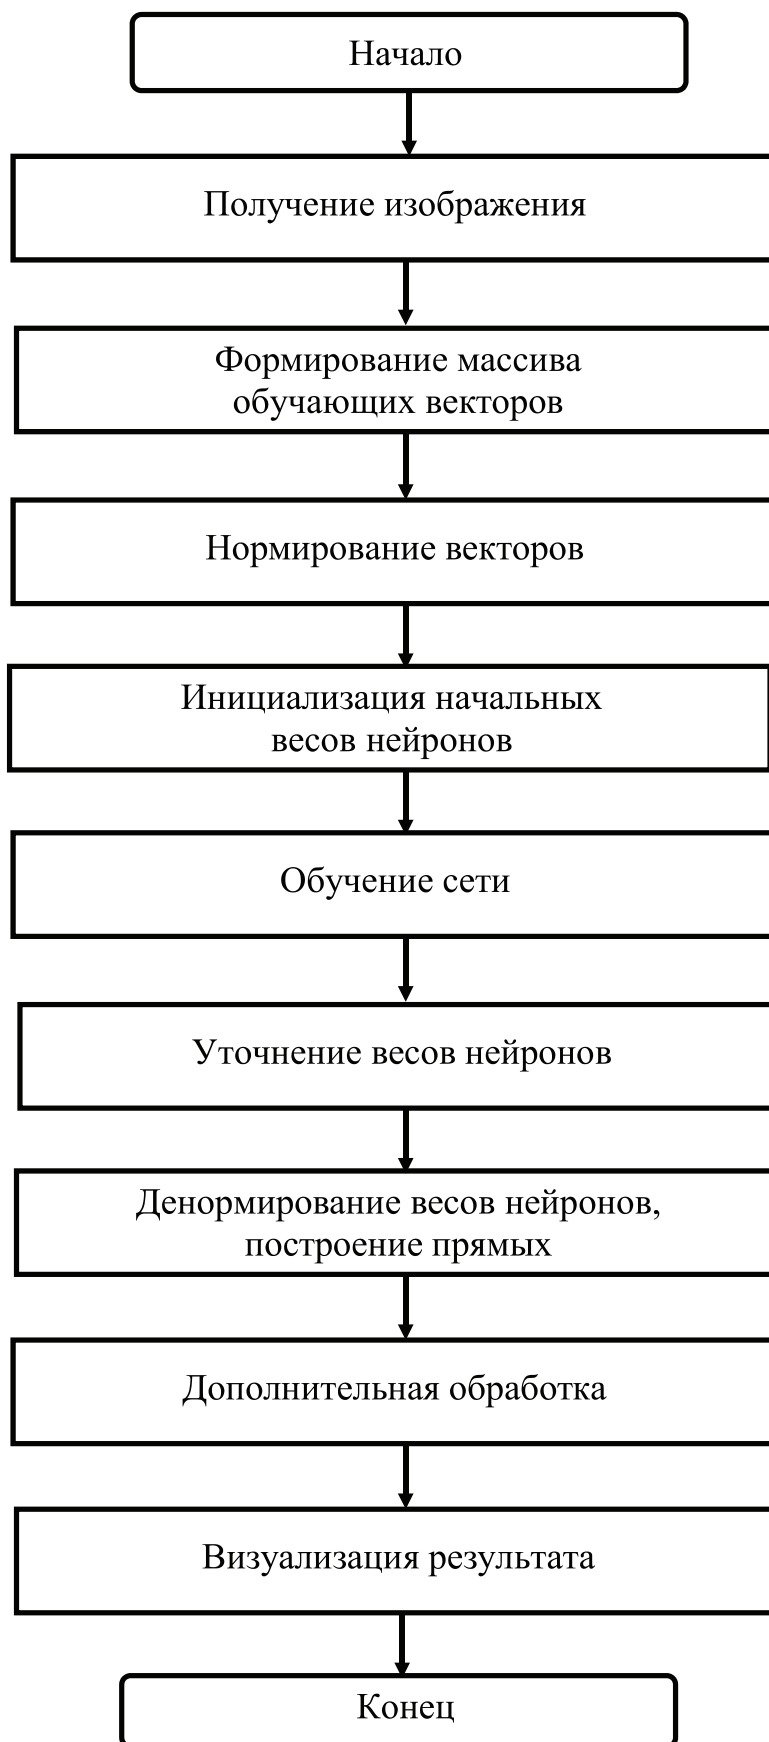 Начало
Получение изображения
Формирование массива
обучающих векторов
Нормирование векторов
Инициализация начальных
весов нейронов
Обучение сети
Уточнение весов нейронов
Денормирование весов нейронов,
построение прямых
Дополнительная обработка
Визуализация результата
Конец